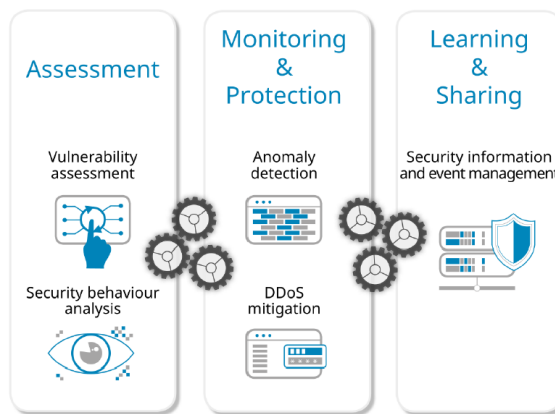 Assessment
Vulnerability
assessment
Security behaviour
analysis
Monitoring
&
Protection
Anomaly
detection
DDoS
mitigation
Learning
&
Sharing
Security information
and event management